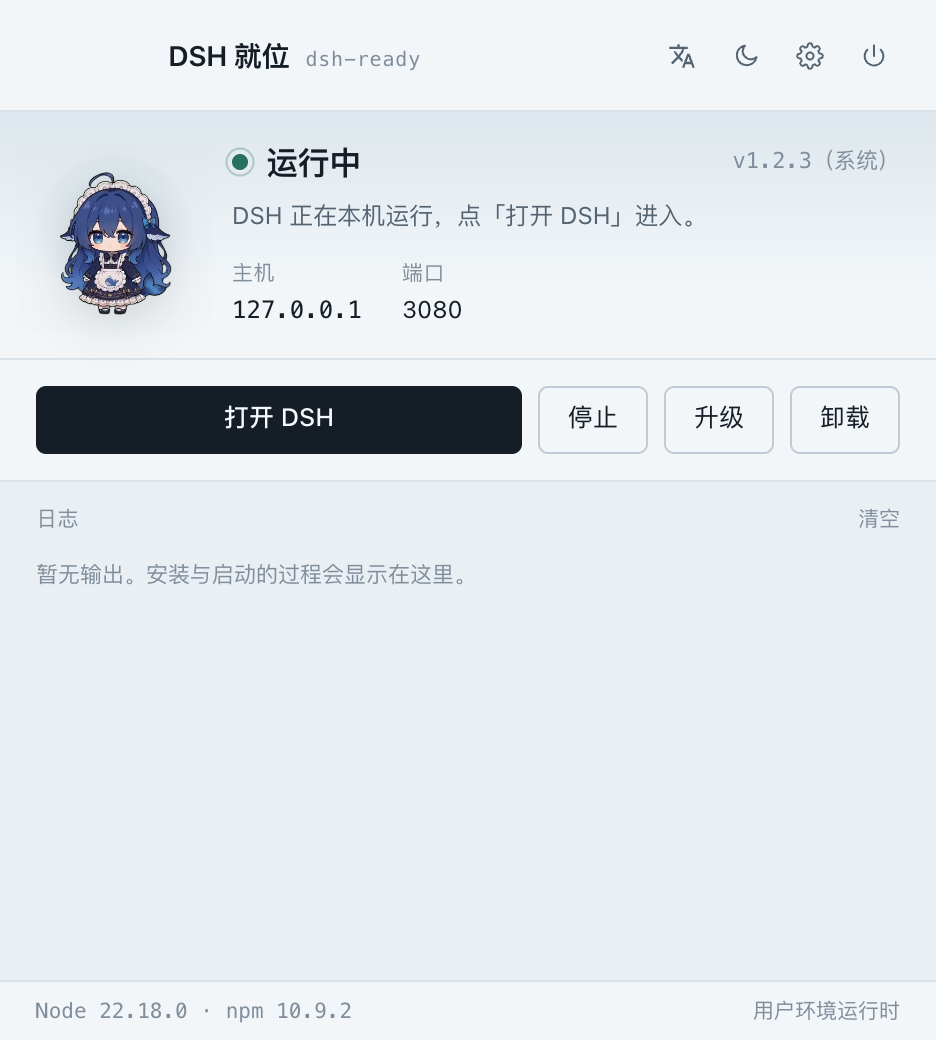 DSH 就位 dsh-ready
运行中
v1.2.3（系统）
DSH 正在本机运行，点「打开 DSH」进入。
主机 端口
127.0.0.1 3080
打开 DSH 停止 升级 卸载
日志 清空
暂无输出。安装与启动的过程会显示在这里。
Node 22.18.0 · npm 10.9.2 用户环境运行时